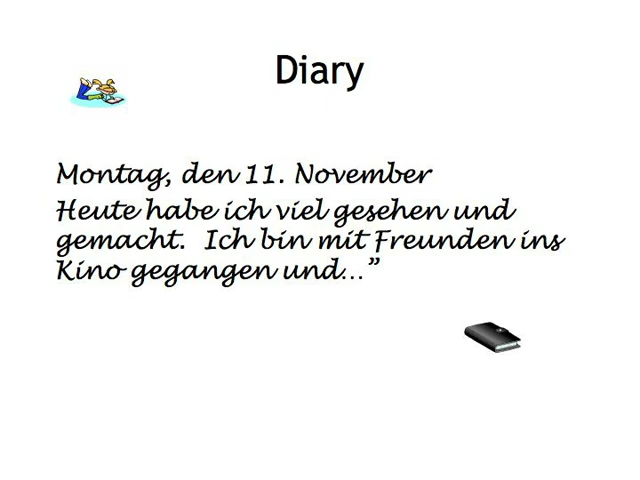 Diary
Montag, den 11. November
Heute habe ich viel gesehen und
gemacht.  Ich bin mit Freunden ins
Kino gegangen und…”